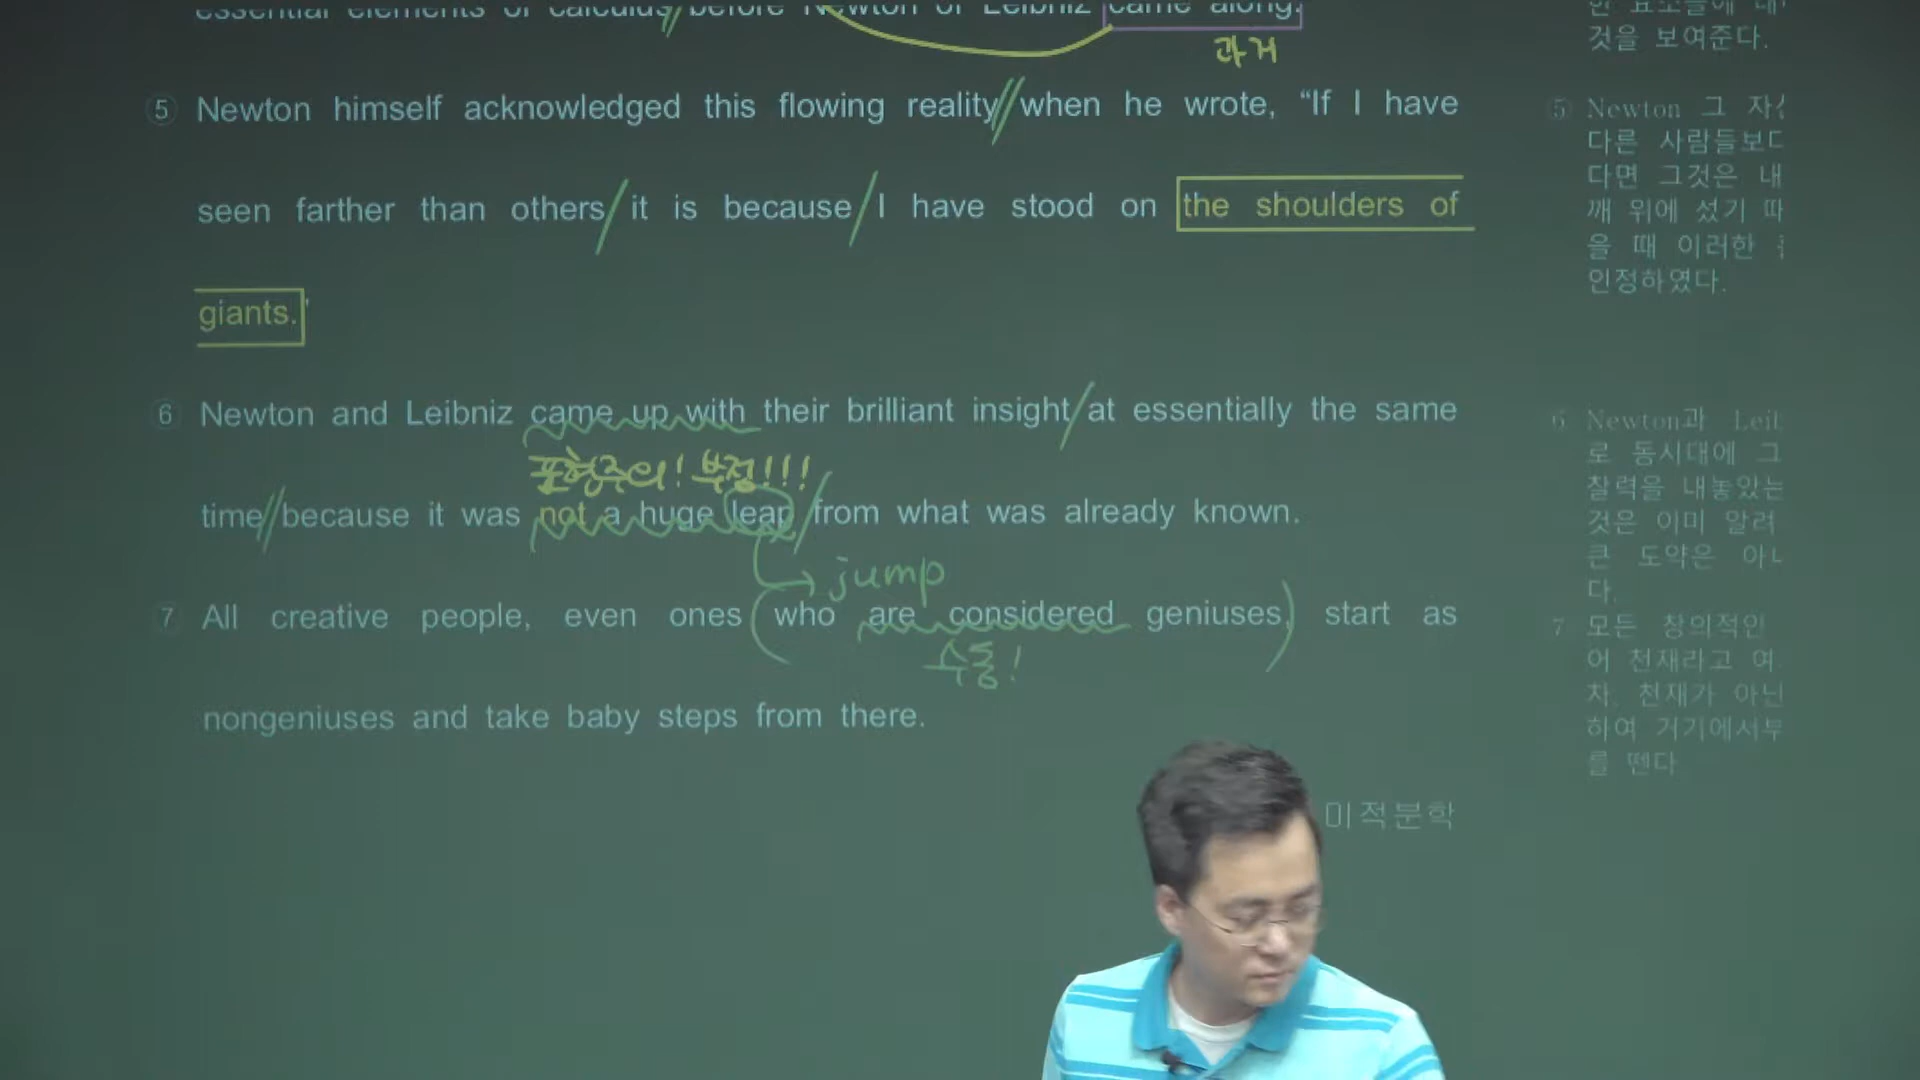 essential elements of calculus before Newton or Leibniz came along.
과거
⑤ Newton himself acknowledged this flowing reality when he wrote, “If I have
seen farther than others it is because I have stood on the shoulders of
giants.”
⑥ Newton and Leibniz came up with their brilliant insight at essentially the same
표현주의! 부정!!!
time because it was not a huge leap from what was already known.
→ jump
⑦ All creative people, even ones (who are considered geniuses,) start as
수동!
nongeniuses and take baby steps from there.
미적분학
한 요소들에
것을 보여준다.
⑤ Newton 그
다른 사람들보다
다면 그것은 내
깨 위에 섰기
을 때 이러한
인정하였다.
⑥ Newton과
로 동시대에 그
찰력을 내놓았는
것은 이미 알려
큰 도약은
다.
⑦ 모든 창의적인
어 천재라고 여
차, 천재가 아닌
하여 거기에서부
를 뗀다